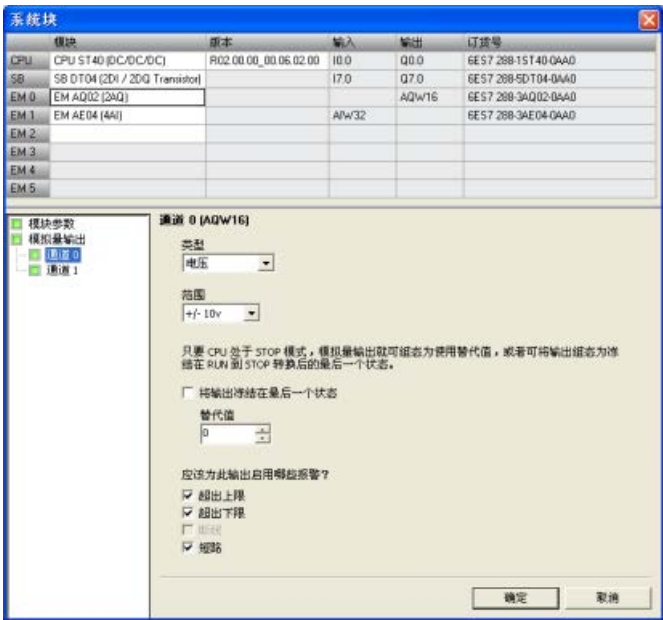 系统块
模块 版本 输入 输出 订货号
CPU CPU ST40 (DC/DC/DC) R02.00.00_00.06.02.00 I0.0 Q0.0 6ES7 288-1ST40-0AA0
SB SB DT04 (2DI / 2DQ Transistor) I7.0 Q7.0 6ES7 288-5DT04-0AA0
EM 0 EM AQ02 (2AQ) AQW16 6ES7 288-3AQ02-0AA0
EM 1 EM AE04 (4AI) AIW32 6ES7 288-3AE04-0AA0
EM 2
EM 3
EM 4
EM 5
模块参数
模拟量输出
通道 0
通道 1
通道 0 (AQW16)
类型
电压
范围
+/- 10v
只要 CPU 处于 STOP 模式，模拟量输出就可组态为使用替代值，或者可将输出组态为冻
结在 RUN 到 STOP 转换后的最后一个状态。
将输出冻结在最后一个状态
替代值
0
应该为此输出启用哪些报警？
超出上限
超出下限
断线
短路
确定 取消